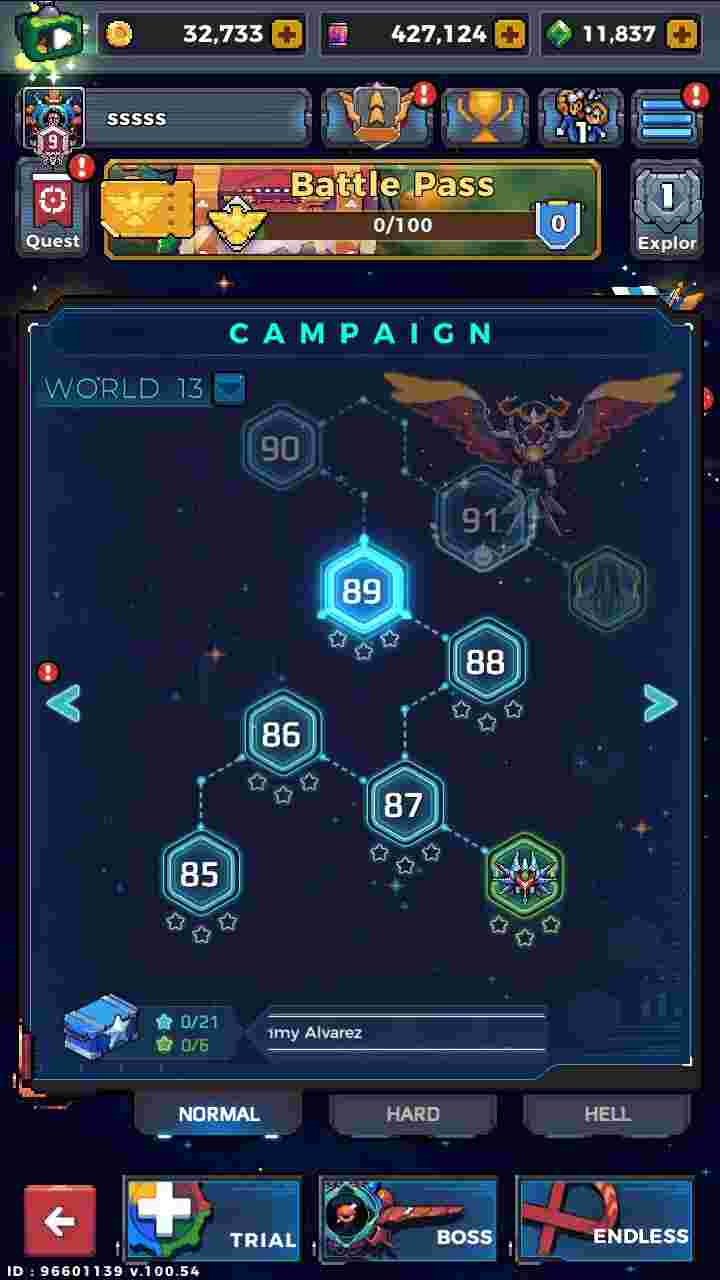 32,733
427,124
11,837
9
sssss
1
Quest
Battle Pass
0/100
0
1
Explor
CAMPAIGN
WORLD 13
90
91
89
88
86
87
85
0/21
0/6
my Alvarez
NORMAL
HARD
HELL
TRIAL
BOSS
ENDLESS
ID : 96601139 v.100.54